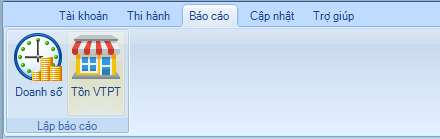 Tài khoản Thi hành Báo cáo Cập nhật Trợ giúp
Doanh số Tồn VTPT
Lập báo cáo